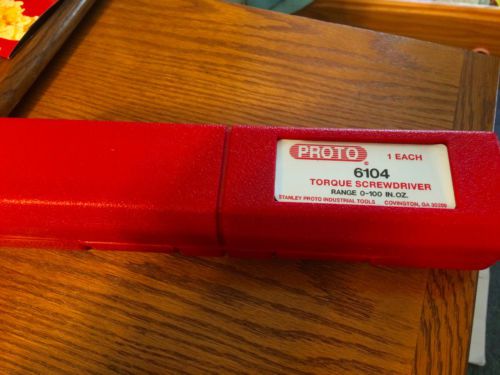 PROTO ® 1 EACH
6104
TORQUE SCREWDRIVER
RANGE 0-100 IN.OZ.
STANLEY PROTO INDUSTRIAL TOOLS COVINGTON, GA 30209